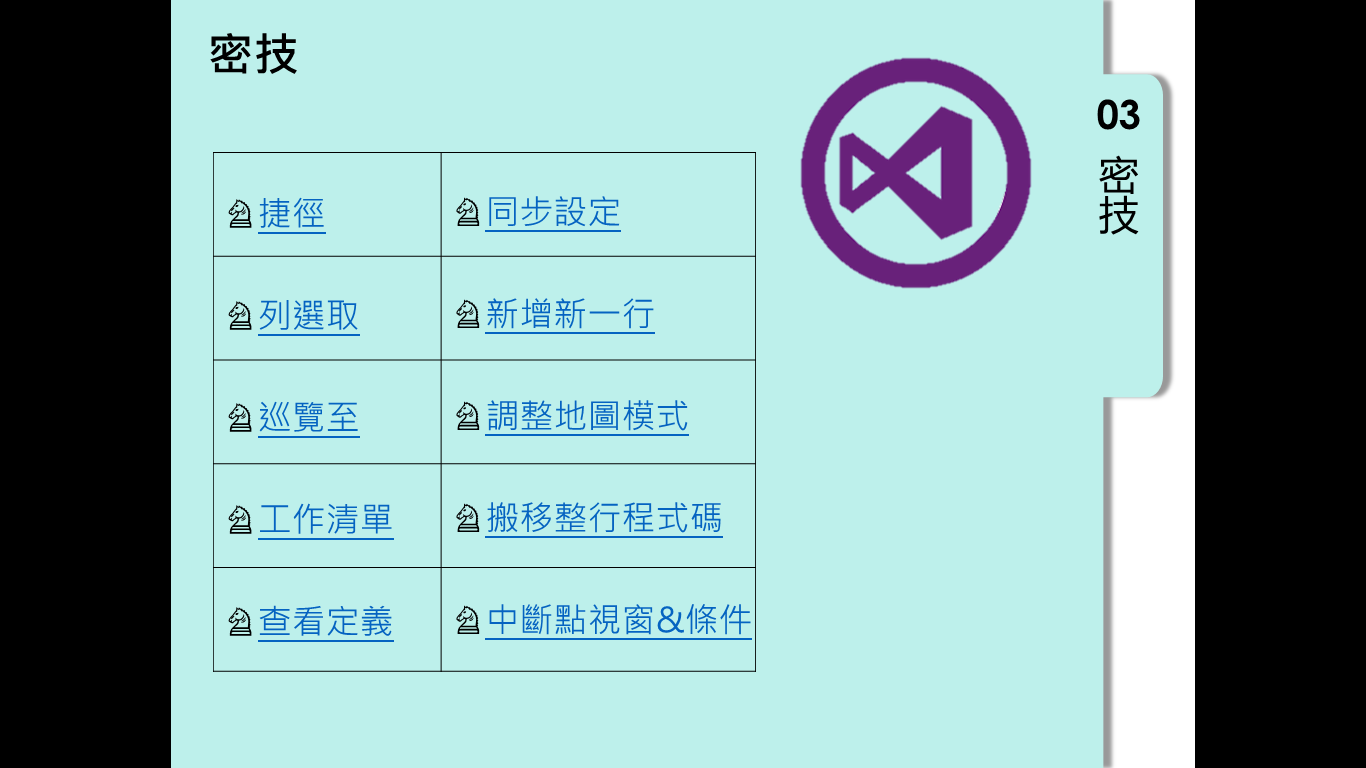 密技
捷徑
同步設定
列選取
新增新一行
巡覽至
調整地圖模式
工作清單
搬移整行程式碼
查看定義
中斷點視窗&條件
03
密技